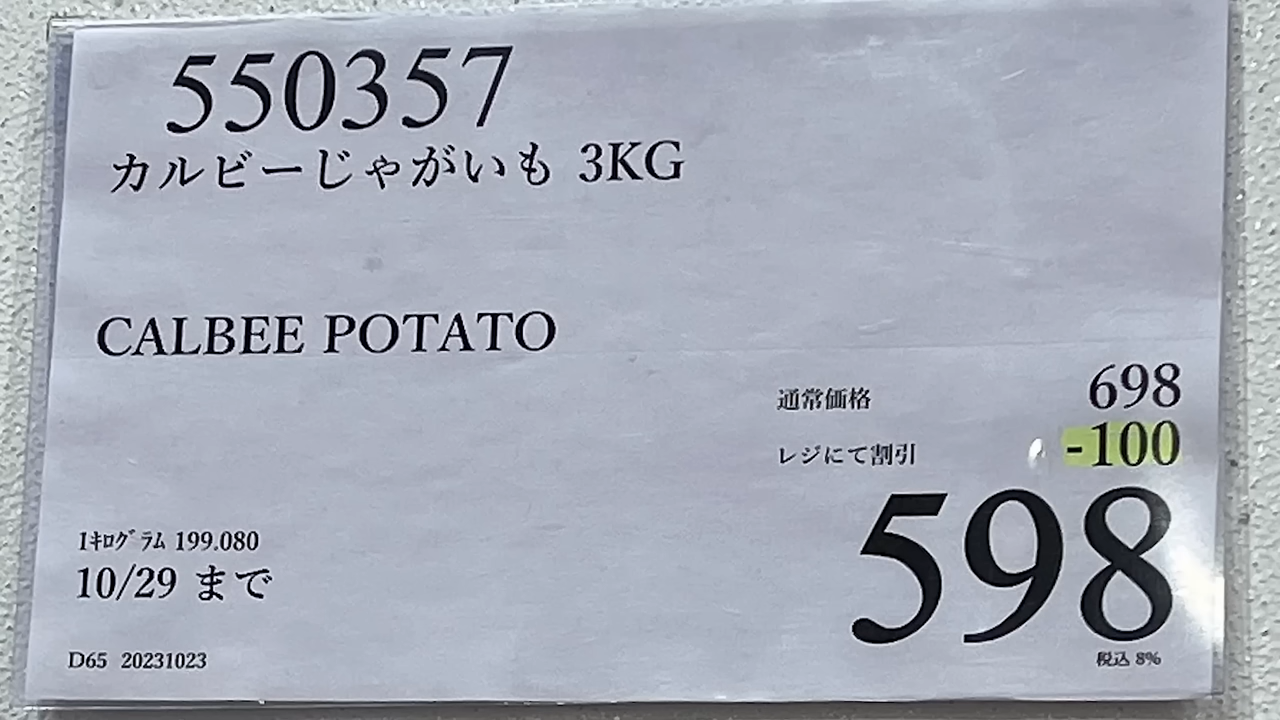 550357
カルビーじゃがいも 3KG
CALBEE POTATO
通常価格 698
レジにて割引 -100
598
税込 8%
1ｷﾛｸﾞﾗﾑ 199.080
10/29 まで
D65 20231023